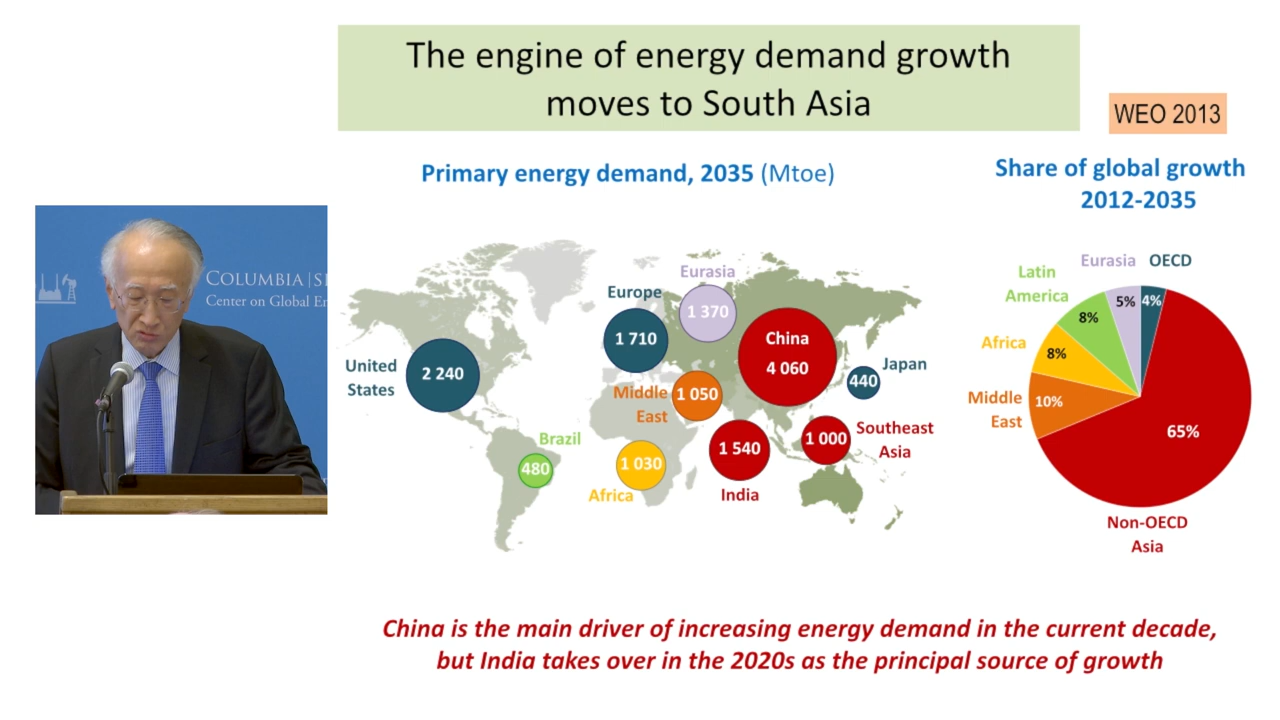 The engine of energy demand growth
moves to South Asia
WEO 2013
Primary energy demand, 2035 (Mtoe)
Share of global growth
2012-2035
COLUMBIA | S
Center on Global En
United
States
2 240
Brazil
480
Europe
1 710
Eurasia
1 370
Middle
East
1 050
Africa
1 030
China
4 060
India
1 540
Japan
440
Southeast
Asia
1 000
Eurasia
5%
OECD
4%
Latin
America
8%
Africa
8%
Middle
East
10%
65%
Non-OECD
Asia
China is the main driver of increasing energy demand in the current decade,
but India takes over in the 2020s as the principal source of growth